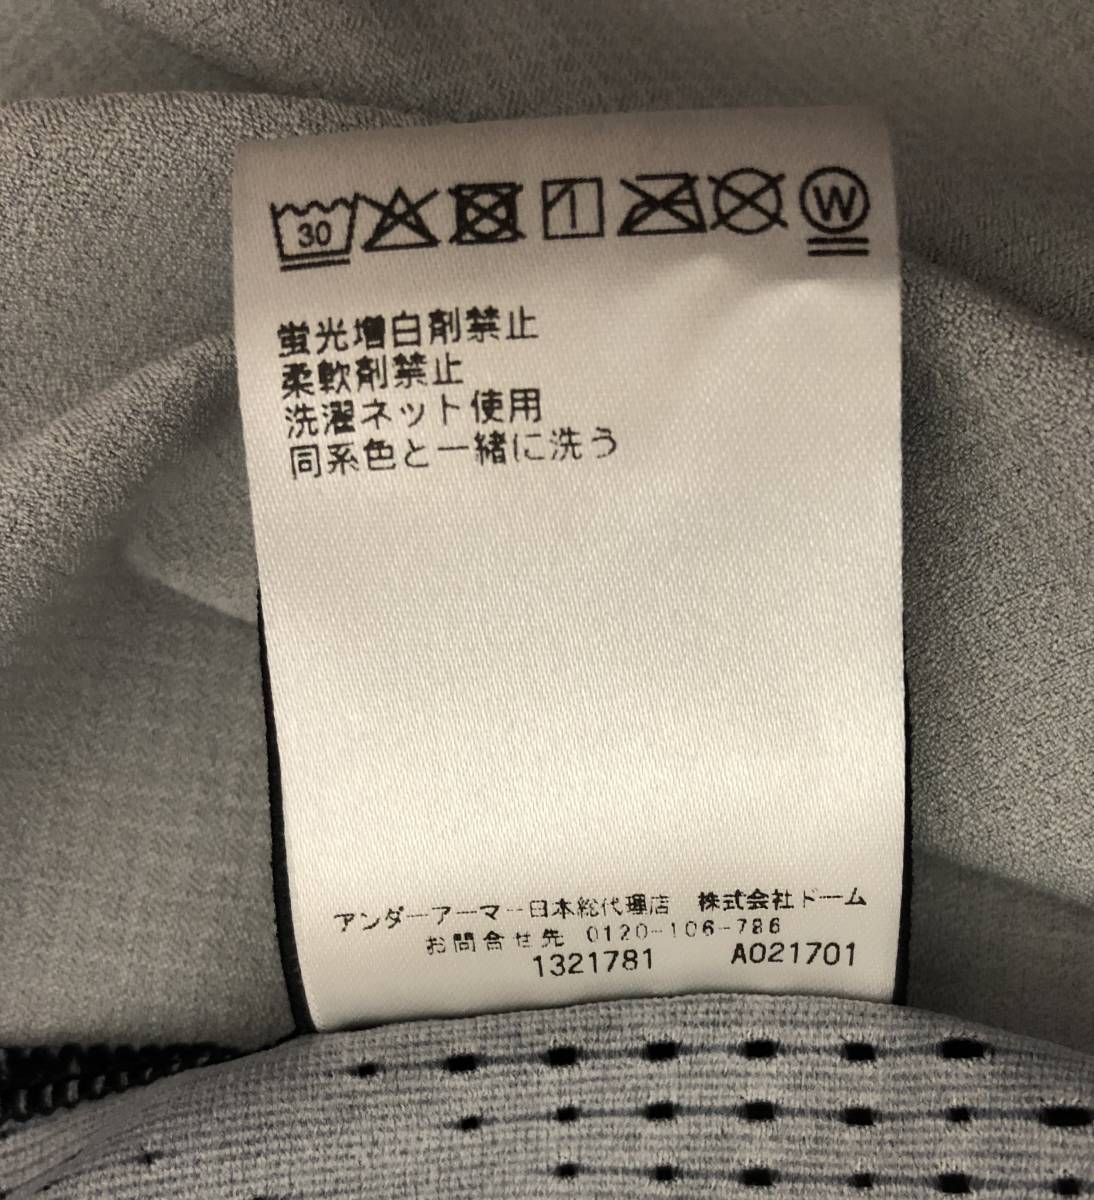 30 W
蛍光増白剤禁止
柔軟剤禁止
洗濯ネット使用
同系色と一緒に洗う
アンダーアーマー日本総代理店 株式会社ドーム
お問合せ先 0120-106-786
1321781 A021701